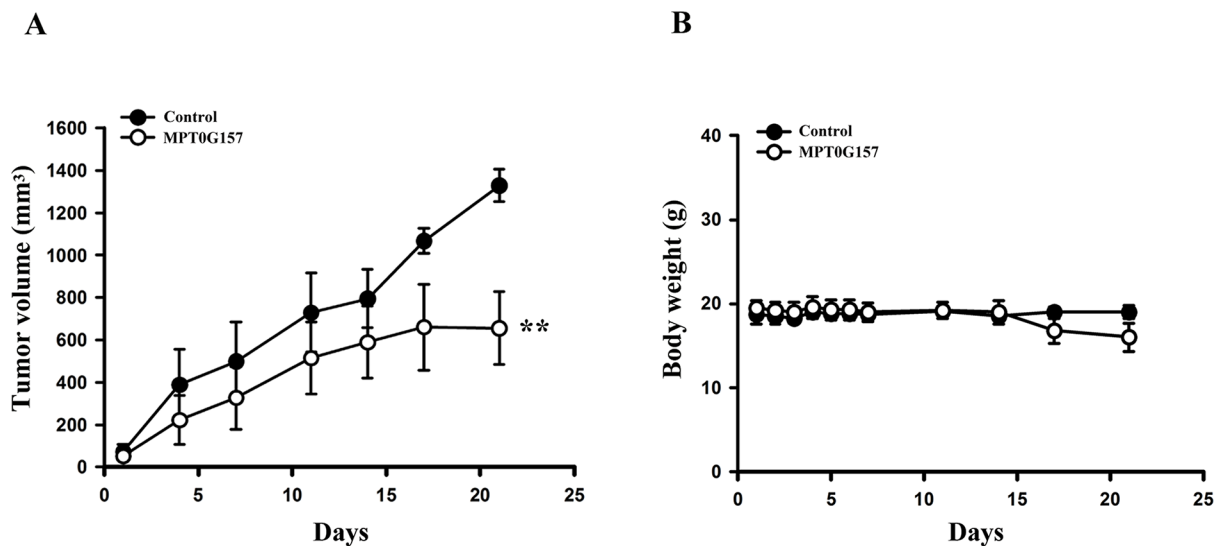 A
Control
MPT0G157
1600
1400
1200
1000
800
600
400
200
0
Tumor volume (mm³)
**
0 5 10 15 20 25
Days
B
Control
MPT0G157
40
30
20
10
0
Body weight (g)
0 5 10 15 20 25
Days